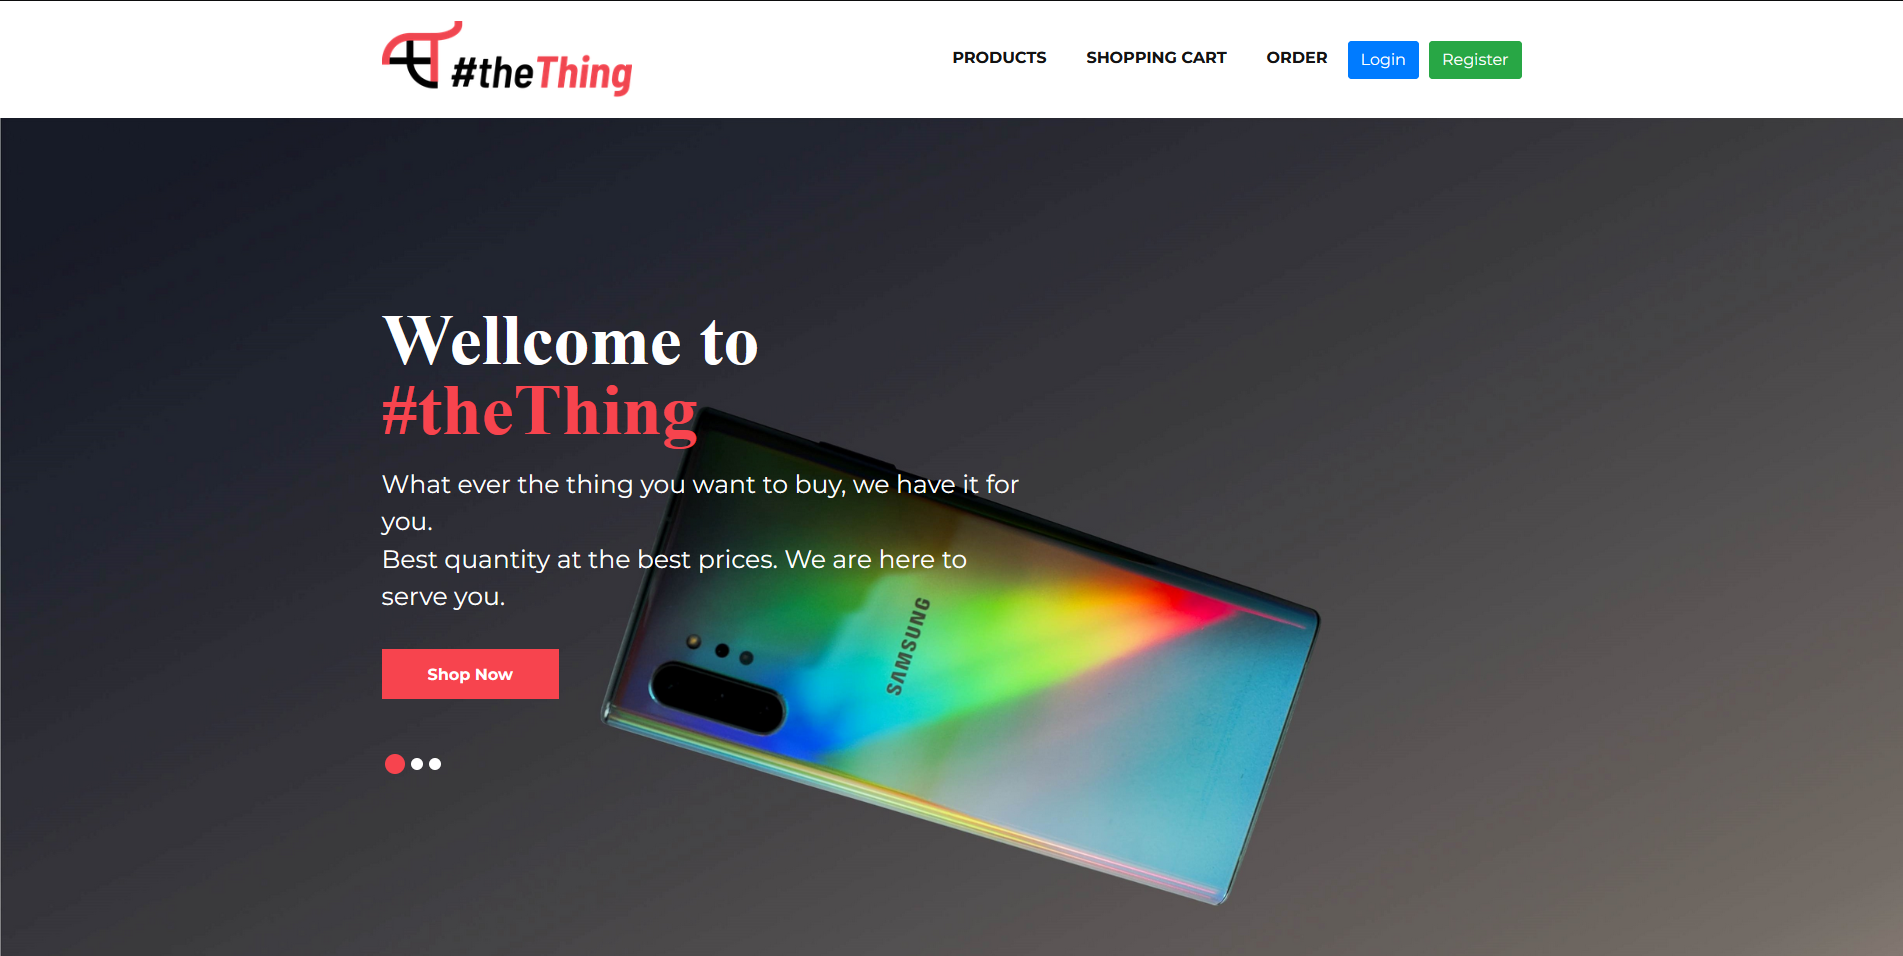 #theThing
PRODUCTS
SHOPPING CART
ORDER
Login
Register
Wellcome to
#theThing
What ever the thing you want to buy, we have it for
you.
Best quantity at the best prices. We are here to
serve you.
Shop Now
SAMSUNG